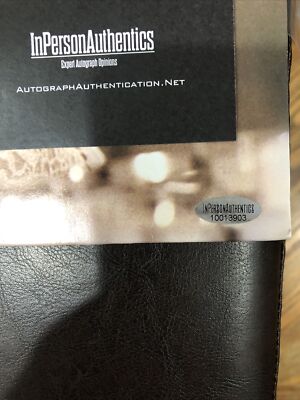 InPersonAuthentics
Expert Autograph Opinions
AutographAuthentication.Net
InPersonAuthentics
10013903